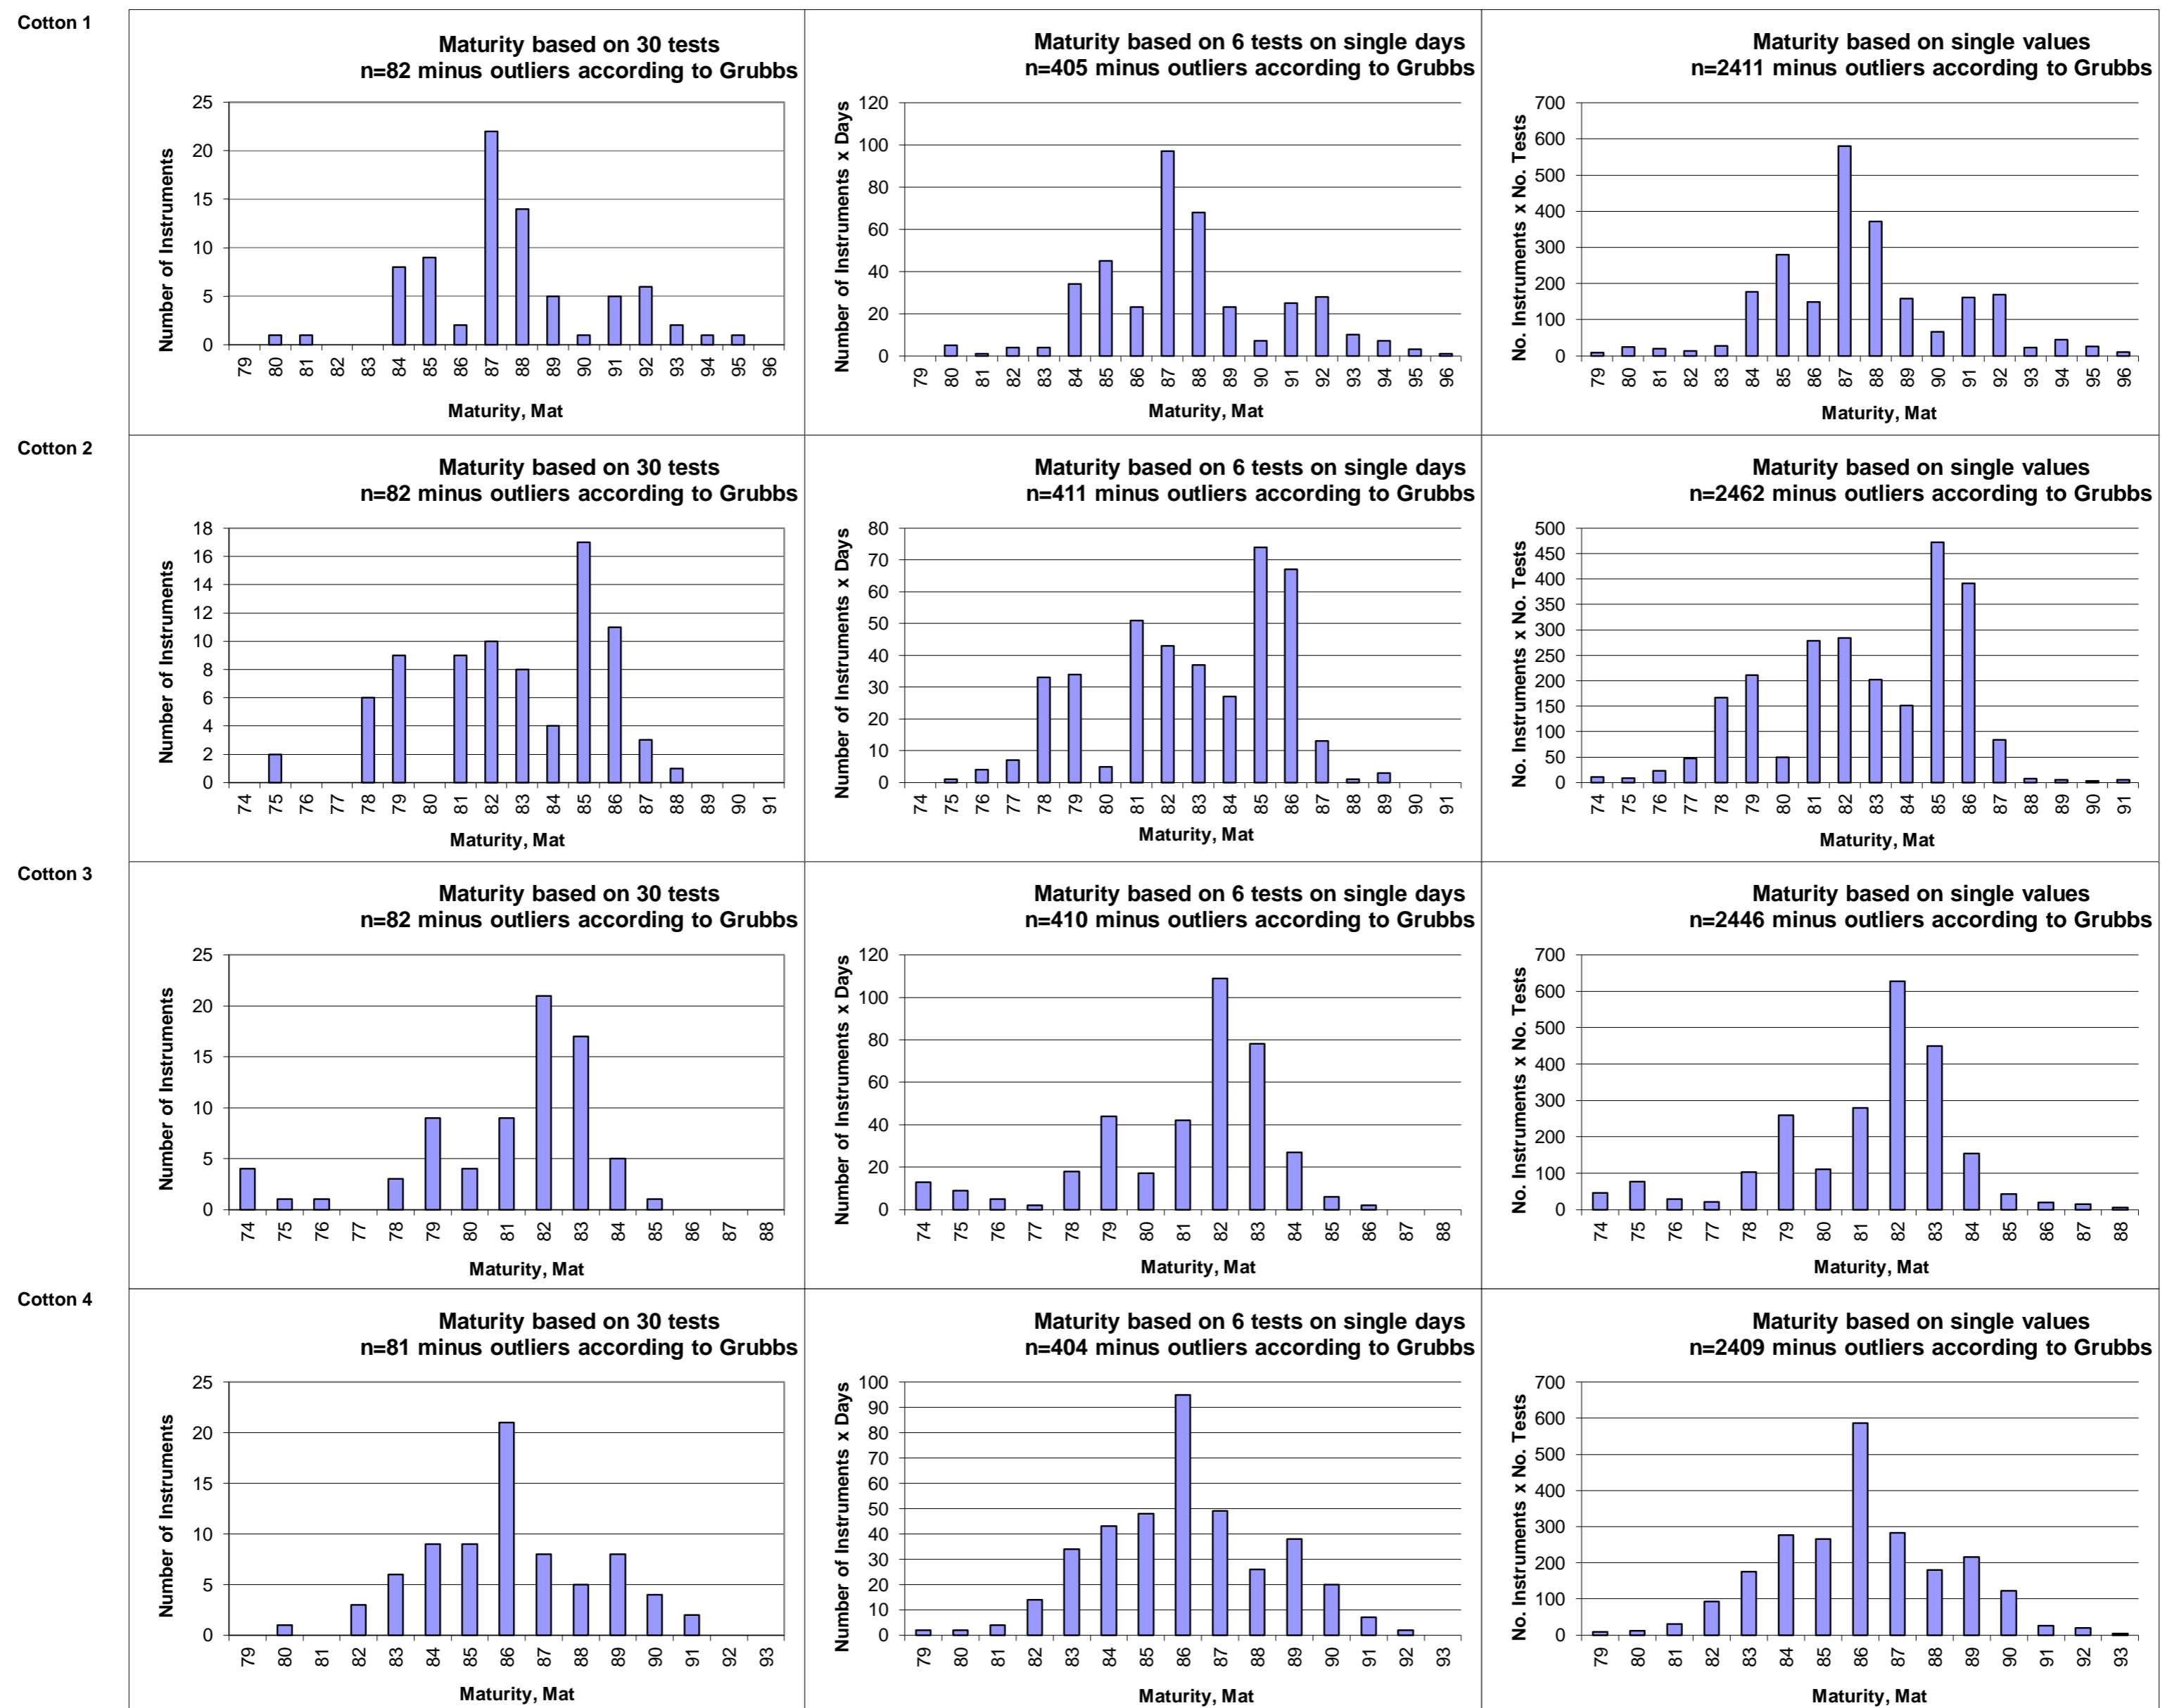 Cotton 1
Maturity based on 30 tests
n=82 minus outliers according to Grubbs
Number of Instruments
25
20
15
10
5
0
79 80 81 82 83 84 85 86 87 88 89 90 91 92 93 94 95 96
Maturity, Mat
Maturity based on 6 tests on single days
n=405 minus outliers according to Grubbs
Number of Instruments x Days
120
100
80
60
40
20
0
79 80 81 82 83 84 85 86 87 88 89 90 91 92 93 94 95 96
Maturity, Mat
Maturity based on single values
n=2411 minus outliers according to Grubbs
No. Instruments x No. Tests
700
600
500
400
300
200
100
0
79 80 81 82 83 84 85 86 87 88 89 90 91 92 93 94 95 96
Maturity, Mat
Cotton 2
Maturity based on 30 tests
n=82 minus outliers according to Grubbs
Number of Instruments
18
16
14
12
10
8
6
4
2
0
74 75 76 77 78 79 80 81 82 83 84 85 86 87 88 89 90 91
Maturity, Mat
Maturity based on 6 tests on single days
n=411 minus outliers according to Grubbs
Number of Instruments x Days
80
70
60
50
40
30
20
10
0
74 75 76 77 78 79 80 81 82 83 84 85 86 87 88 89 90 91
Maturity, Mat
Maturity based on single values
n=2462 minus outliers according to Grubbs
No. Instruments x No. Tests
500
450
400
350
300
250
200
150
100
50
0
74 75 76 77 78 79 80 81 82 83 84 85 86 87 88 89 90 91
Maturity, Mat
Cotton 3
Maturity based on 30 tests
n=82 minus outliers according to Grubbs
Number of Instruments
25
20
15
10
5
0
74 75 76 77 78 79 80 81 82 83 84 85 86 87 88
Maturity, Mat
Maturity based on 6 tests on single days
n=410 minus outliers according to Grubbs
Number of Instruments x Days
120
100
80
60
40
20
0
74 75 76 77 78 79 80 81 82 83 84 85 86 87 88
Maturity, Mat
Maturity based on single values
n=2446 minus outliers according to Grubbs
No. Instruments x No. Tests
700
600
500
400
300
200
100
0
74 75 76 77 78 79 80 81 82 83 84 85 86 87 88
Maturity, Mat
Cotton 4
Maturity based on 30 tests
n=81 minus outliers according to Grubbs
Number of Instruments
25
20
15
10
5
0
79 80 81 82 83 84 85 86 87 88 89 90 91 92 93
Maturity, Mat
Maturity based on 6 tests on single days
n=404 minus outliers according to Grubbs
Number of Instruments x Days
100
90
80
70
60
50
40
30
20
10
0
79 80 81 82 83 84 85 86 87 88 89 90 91 92 93
Maturity, Mat
Maturity based on single values
n=2409 minus outliers according to Grubbs
No. Instruments x No. Tests
700
600
500
400
300
200
100
0
79 80 81 82 83 84 85 86 87 88 89 90 91 92 93
Maturity, Mat